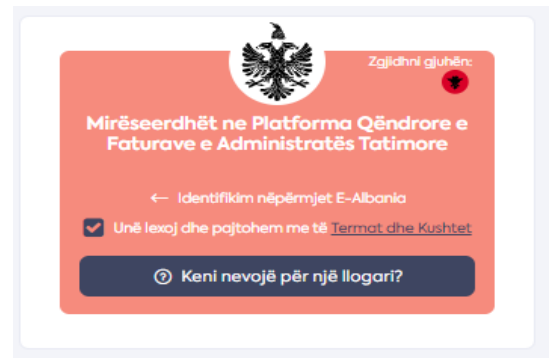 Zgjidhni gjuhën:
Mirëseerdhët ne Platforma Qëndrore e
Faturave e Administratës Tatimore
← Identifikim nëpërmjet E-Albania
Unë lexoj dhe pajtohem me të Termat dhe Kushtet
Keni nevojë për një llogari?